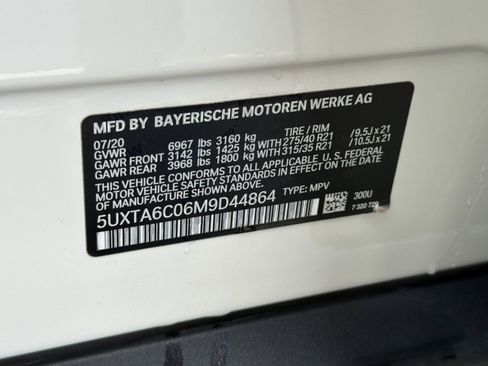 MFD BY BAYERISCHE MOTOREN WERKE AG
07/20 TIRE / RIM
GVWR 6967 lbs 3160 kg
GAWR FRONT 3142 lbs 1425 kg WITH 275/40 R21 /9.5J x 21
GAWR REAR 3968 lbs 1800 kg WITH 315/35 R21 /10.5J x 21
THIS VEHICLE CONFORMS TO ALL APPLICABLE U.S. FEDERAL
MOTOR VEHICLE SAFETY STANDARDS IN EFFECT ON
THE DATE OF MANUFACTURE SHOWN ABOVE.
5UXTA6C06M9D44864 TYPE: MPV 300U
7 320 729